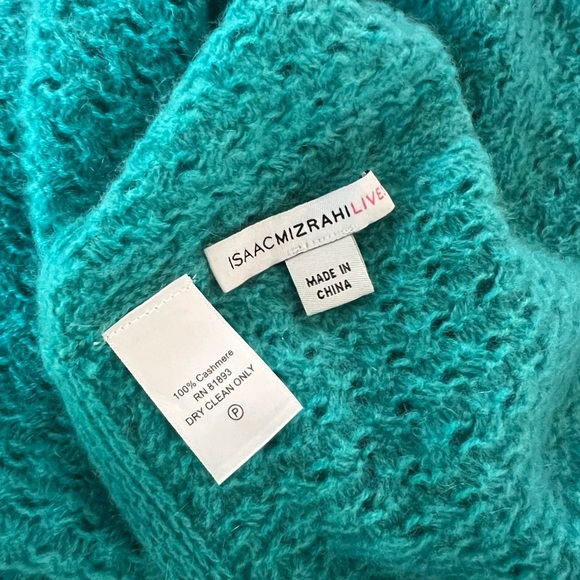 ISAACMIZRAHILIVE
MADE IN
CHINA
100% Cashmere
RN 81893
DRY CLEAN ONLY
P